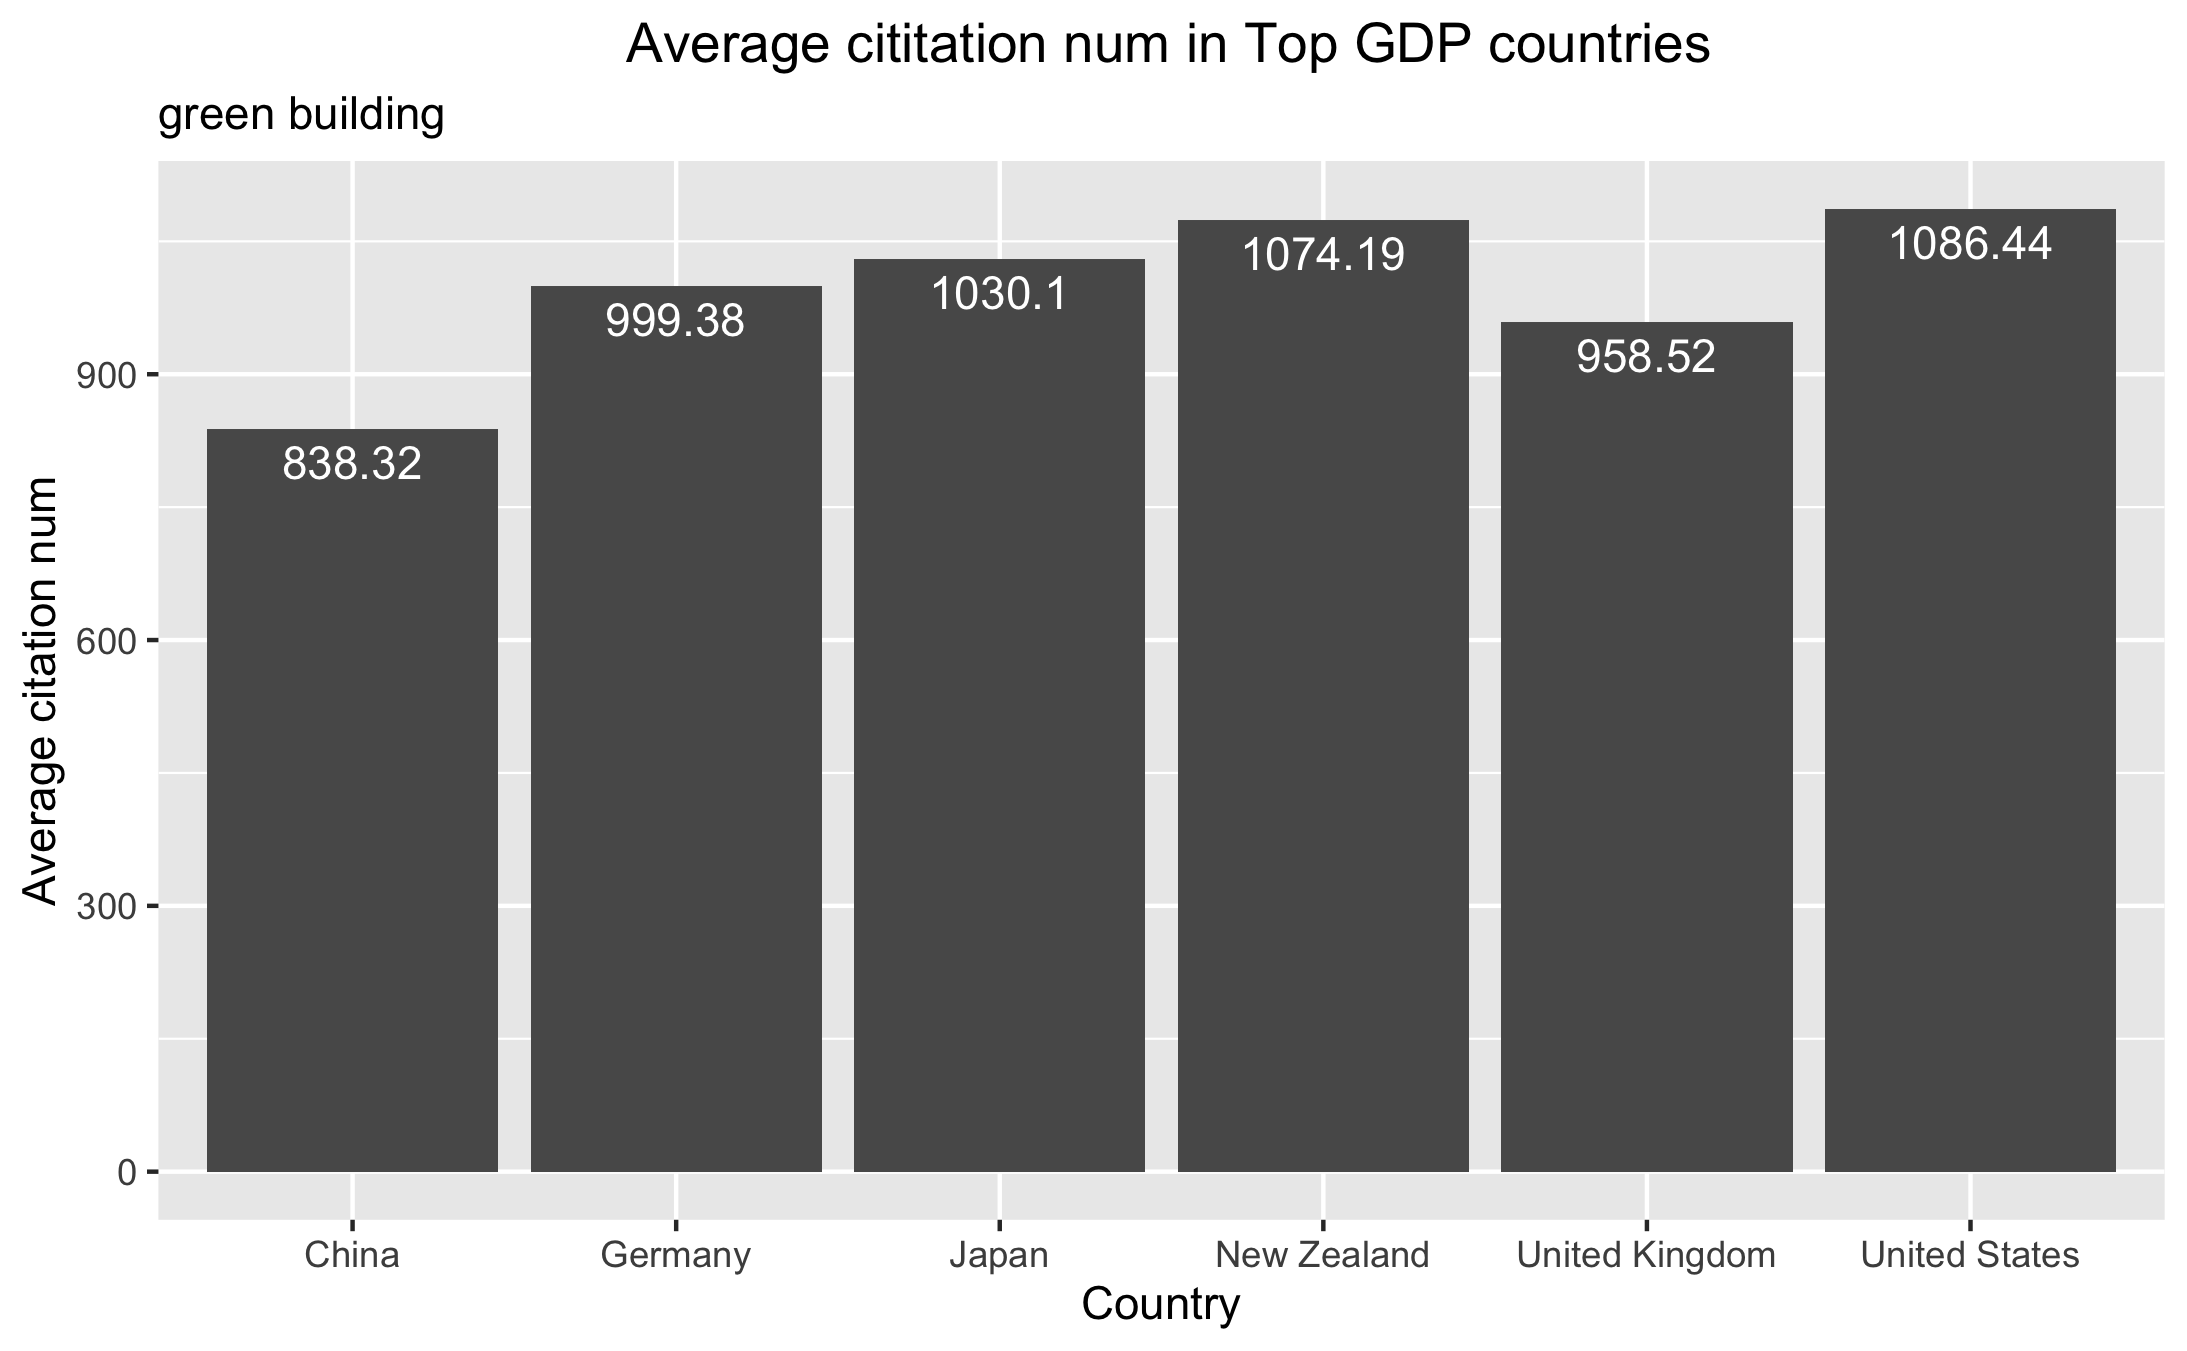 Average cititation num in Top GDP countries
green building
Average citation num
900
600
300
0
838.32
999.38
1030.1
1074.19
958.52
1086.44
China
Germany
Japan
New Zealand
United Kingdom
United States
Country